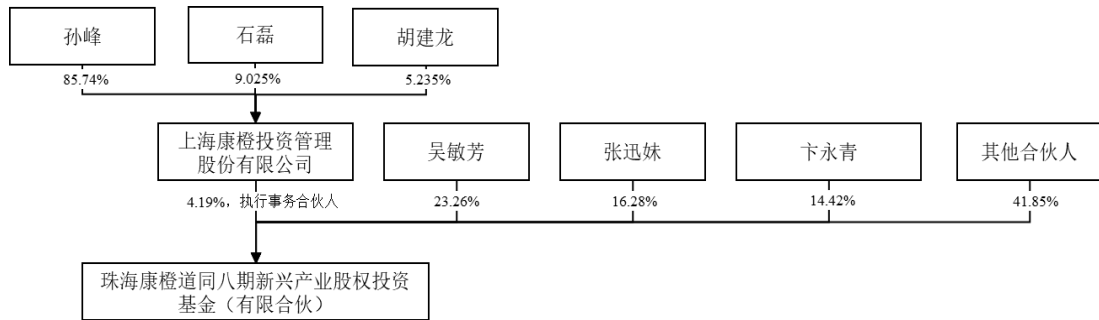 孙峰
石磊
胡建龙
85.74%
9.025%
5.235%
上海康橙投资管理
股份有限公司
吴敏芳
张迅妹
卞永青
其他合伙人
4.19%，执行事务合伙人
23.26%
16.28%
14.42%
41.85%
珠海康橙道同八期新兴产业股权投资
基金（有限合伙）